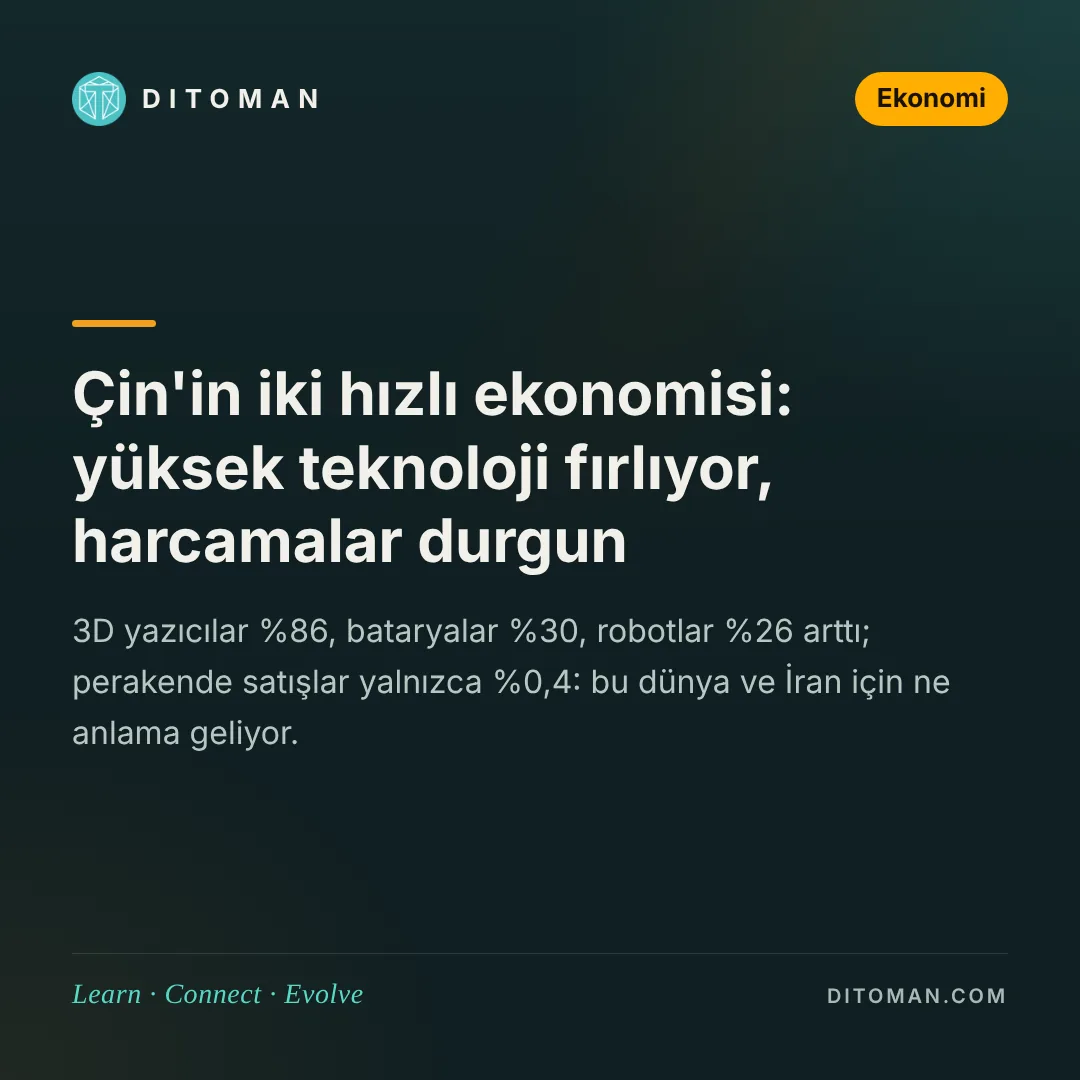 DITOMAN
Ekonomi
Çin'in iki hızlı ekonomisi:
yüksek teknoloji fırlıyor,
harcamalar durgun
3D yazıcılar %86, bataryalar %30, robotlar %26 arttı;
perakende satışlar yalnızca %0,4: bu dünya ve İran için ne
anlama geliyor.
Learn · Connect · Evolve
DITOMAN.COM